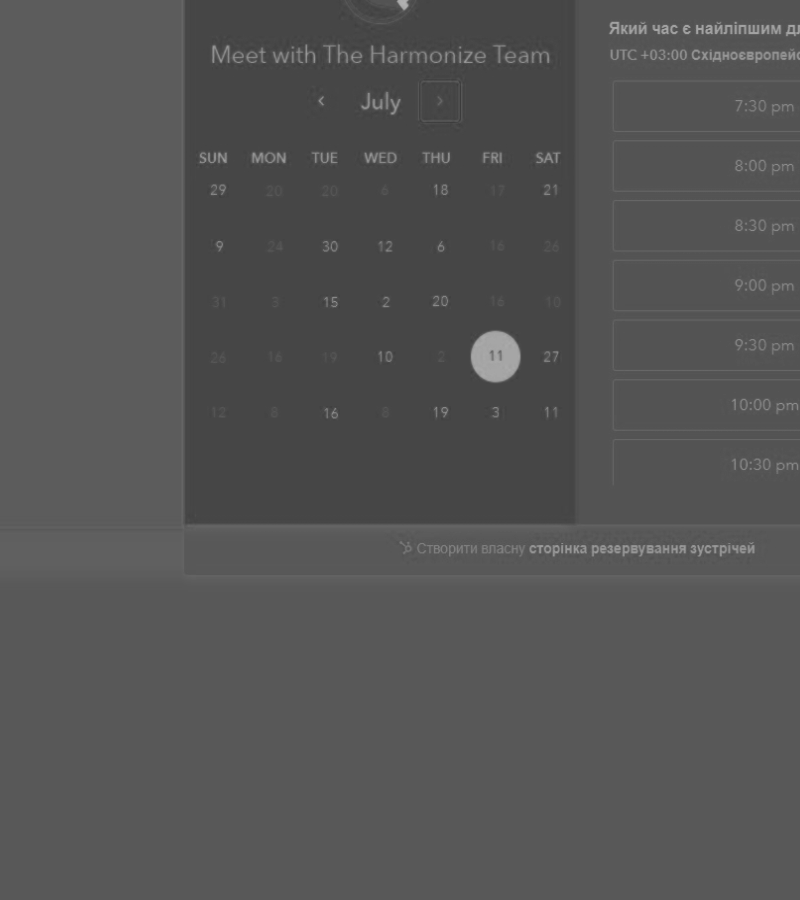 Meet with The Harmonize Team
‹ July ›
SUN MON TUE WED THU FRI SAT
29 20 20 6 18 17 21
9 24 30 12 6 16 26
31 3 15 2 20 16 10
26 16 19 10 2 11 27
12 8 16 8 19 3 11
Який час є найліпшим
UTC +03:00 Східноєвропейс
7:30 pm
8:00 pm
8:30 pm
9:00 pm
9:30 pm
10:00 pm
10:30 pm
Створити власну сторінка резервування зустрічей